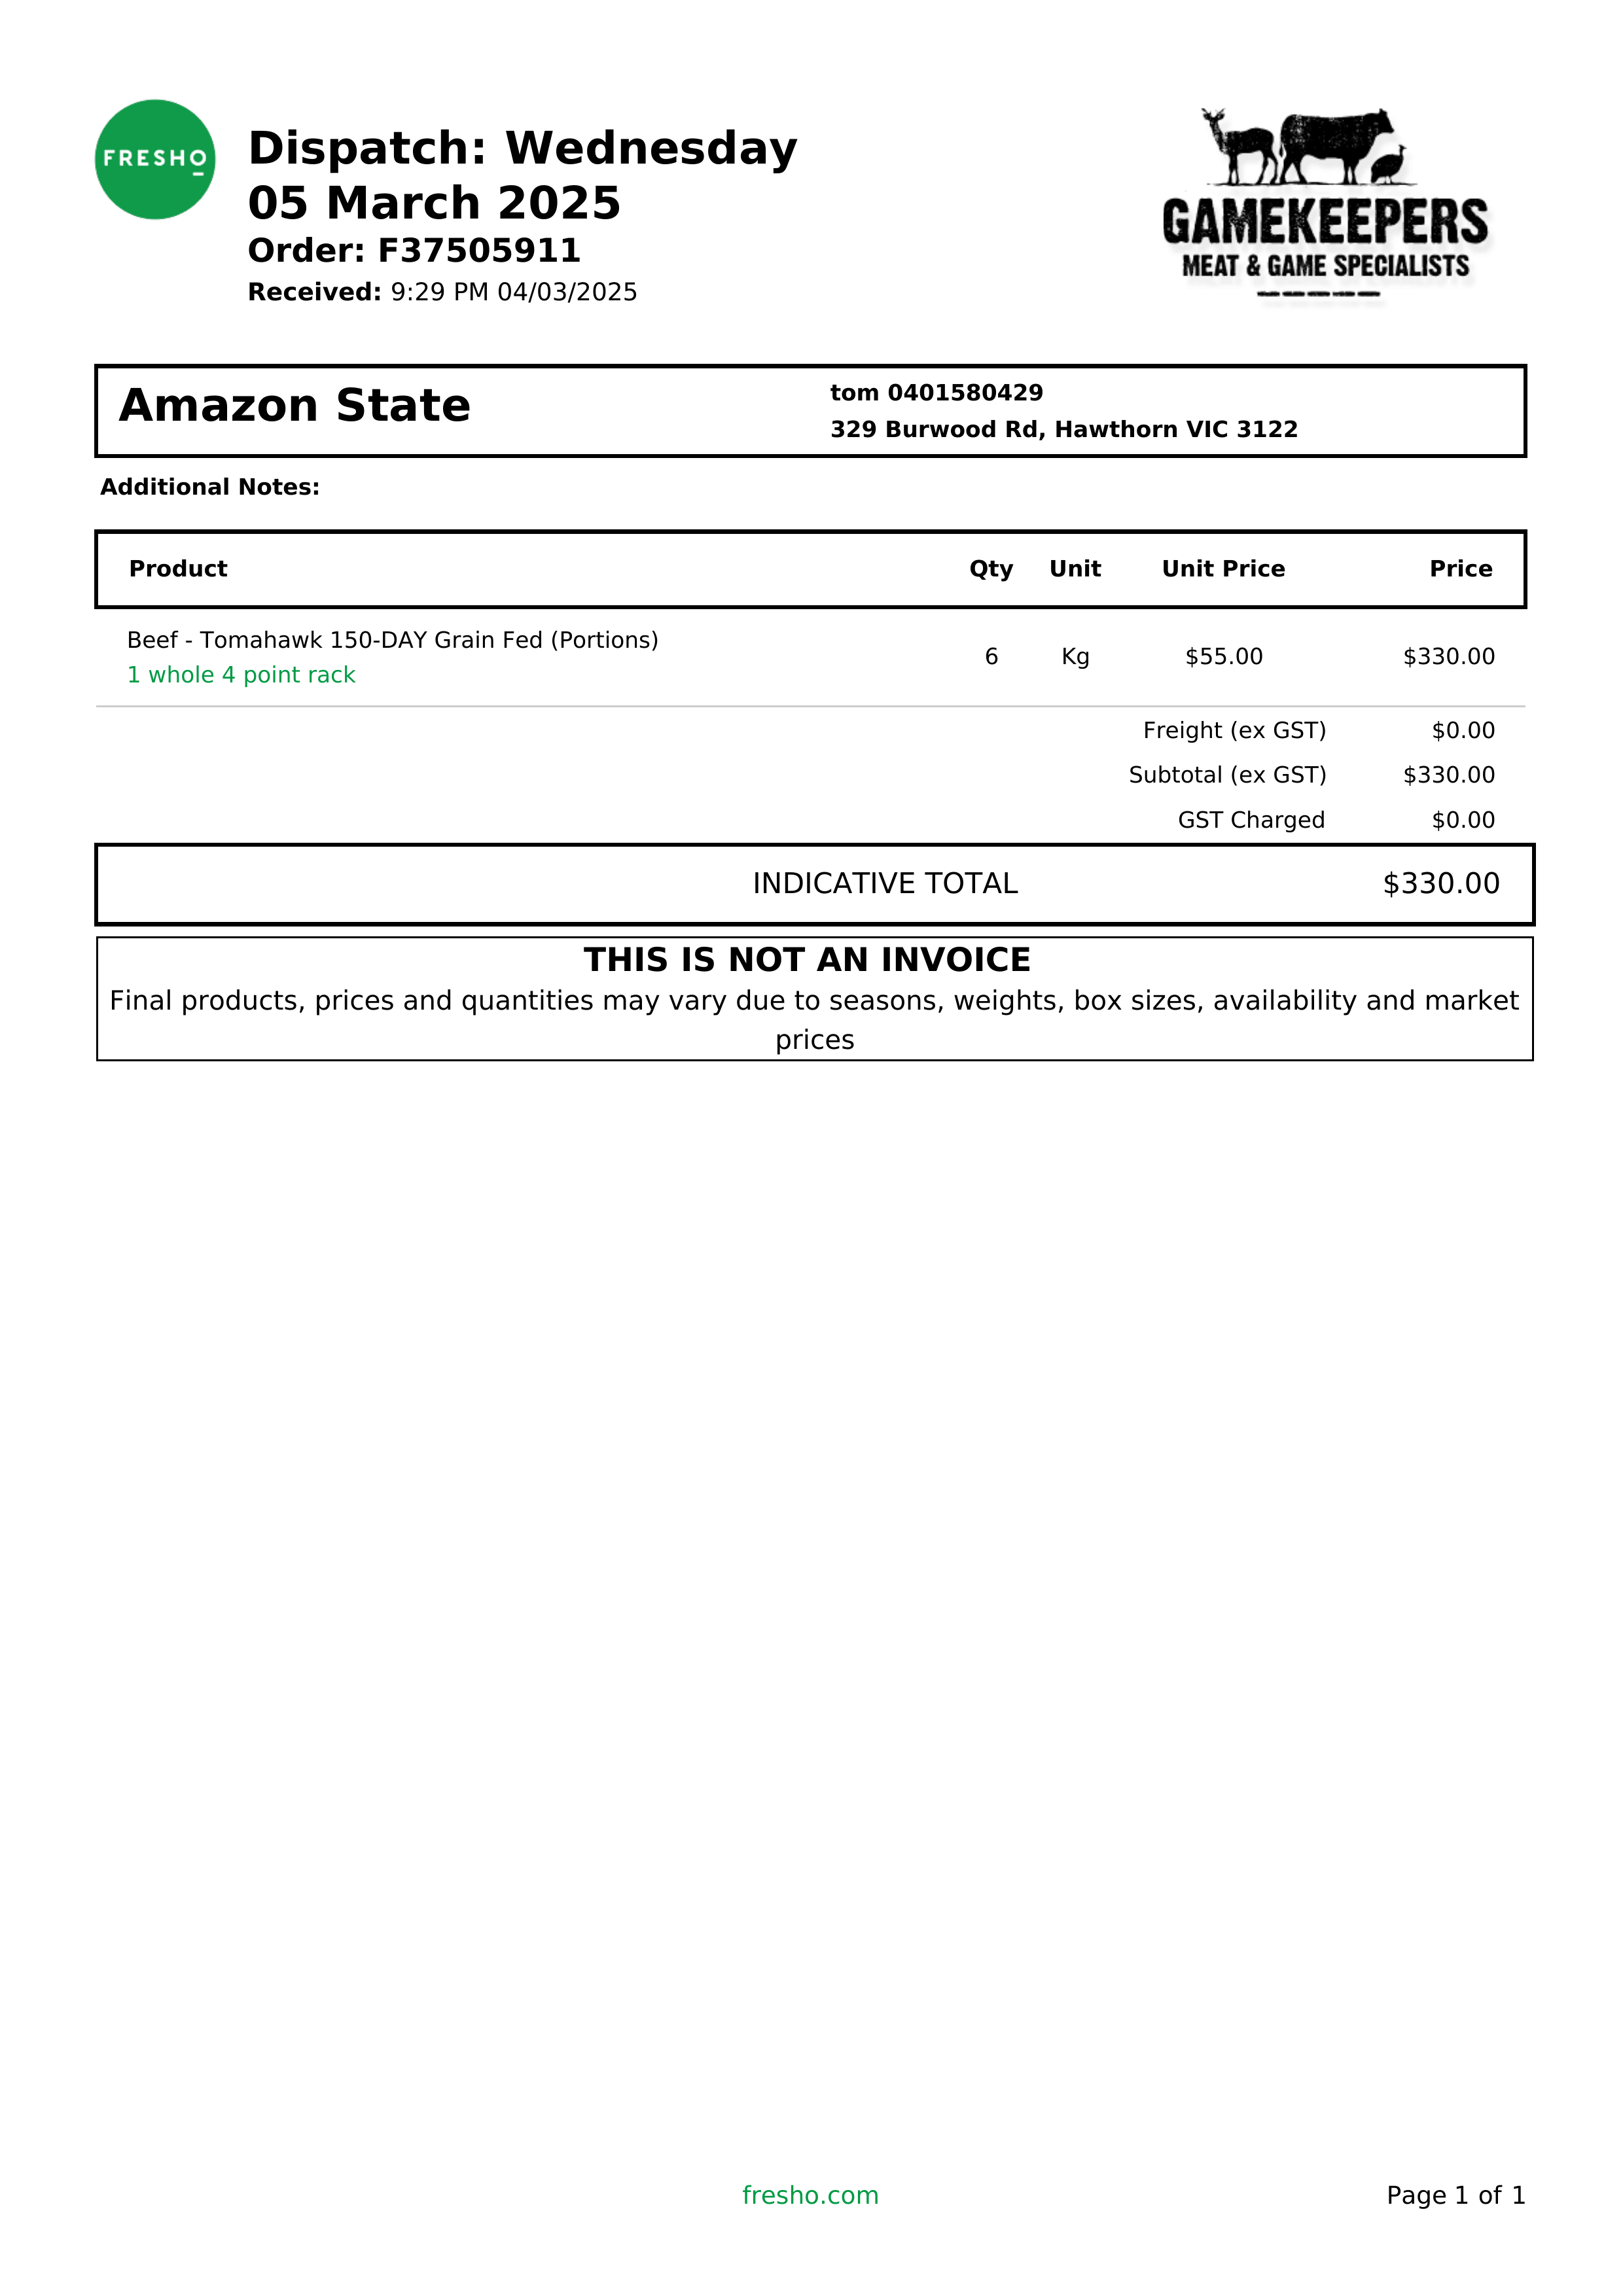 FRESHO
Dispatch: Wednesday
05 March 2025
Order: F37505911
Received: 9:29 PM 04/03/2025
GAMEKEEPERS
MEAT & GAME SPECIALISTS
Amazon State
tom 0401580429
329 Burwood Rd, Hawthorn VIC 3122
Additional Notes:
Product Qty Unit Unit Price Price
Beef - Tomahawk 150-DAY Grain Fed (Portions)
1 whole 4 point rack
6 Kg $55.00 $330.00
Freight (ex GST) $0.00
Subtotal (ex GST) $330.00
GST Charged $0.00
INDICATIVE TOTAL $330.00
THIS IS NOT AN INVOICE
Final products, prices and quantities may vary due to seasons, weights, box sizes, availability and market
prices
fresho.com Page 1 of 1